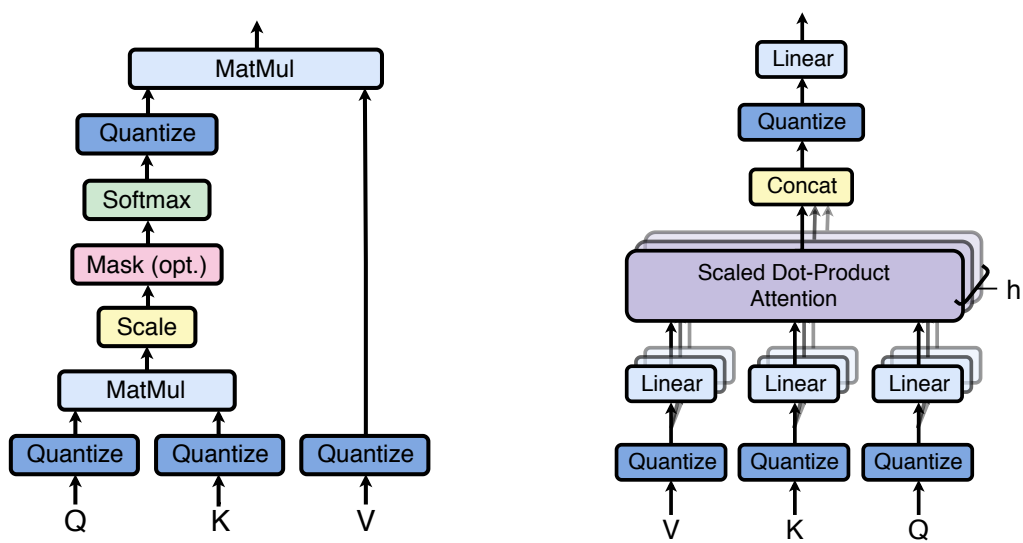 MatMul
Quantize
Softmax
Mask (opt.)
Scale
MatMul
Quantize Quantize Quantize
Q K V
Linear
Quantize
Concat
Scaled Dot-Product
Attention
h
Linear Linear Linear
Quantize Quantize Quantize
V K Q